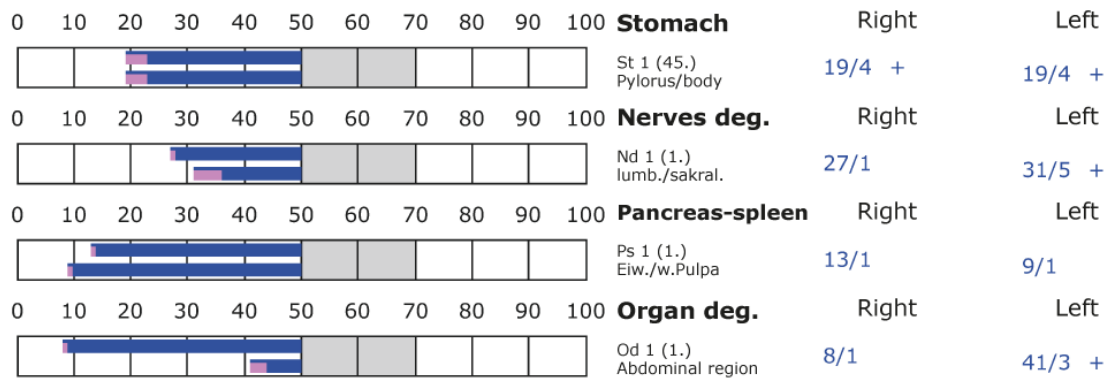 0 10 20 30 40 50 60 70 80 90 100 Stomach Right Left
St 1 (45.)
Pylorus/body
19/4 + 19/4 +
0 10 20 30 40 50 60 70 80 90 100 Nerves deg. Right Left
Nd 1 (1.)
lumb./sakral.
27/1 31/5 +
0 10 20 30 40 50 60 70 80 90 100 Pancreas-spleen Right Left
Ps 1 (1.)
Eiw./w.Pulpa
13/1 9/1
0 10 20 30 40 50 60 70 80 90 100 Organ deg. Right Left
Od 1 (1.)
Abdominal region
8/1 41/3 +